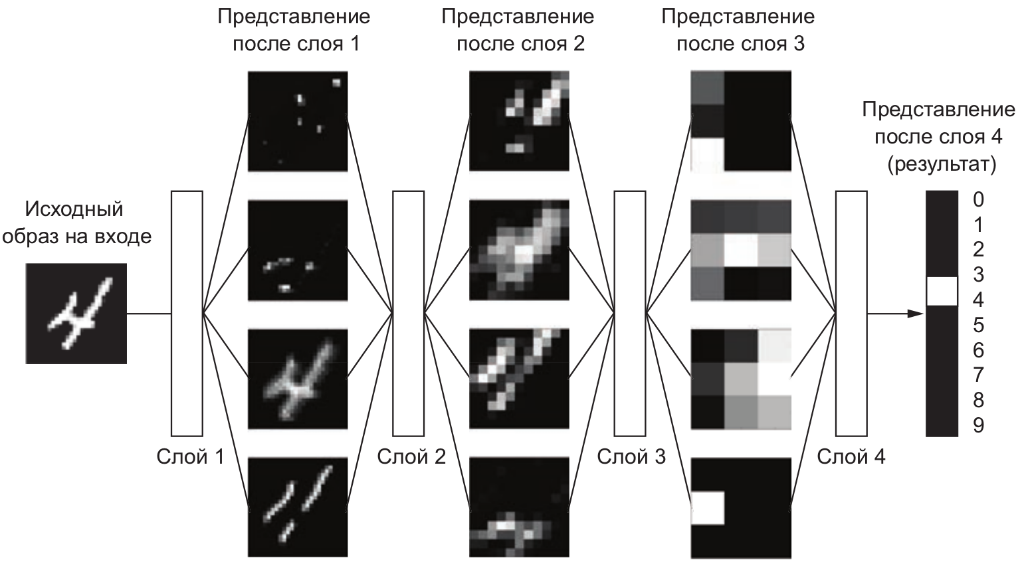 Представление
после слоя 1
Представление
после слоя 2
Представление
после слоя 3
Представление
после слоя 4
(результат)
Исходный
образ на входе
0
1
2
3
4
5
6
7
8
9
Слой 1
Слой 2
Слой 3
Слой 4